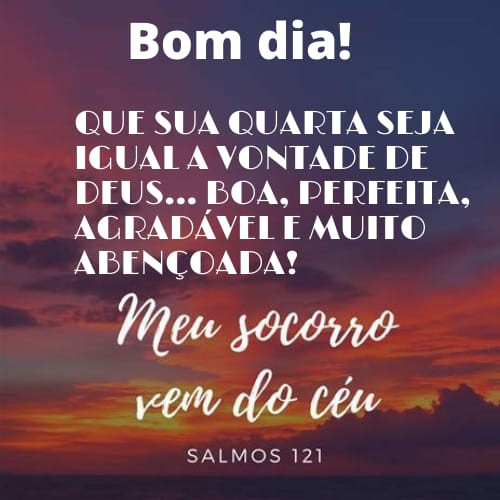 Bom dia!
QUE SUA QUARTA SEJA
IGUAL A VONTADE DE
DEUS... BOA, PERFEITA,
AGRADÁVEL E MUITO
ABENÇOADA!
Meu socorro
vem do céu
SALMOS 121